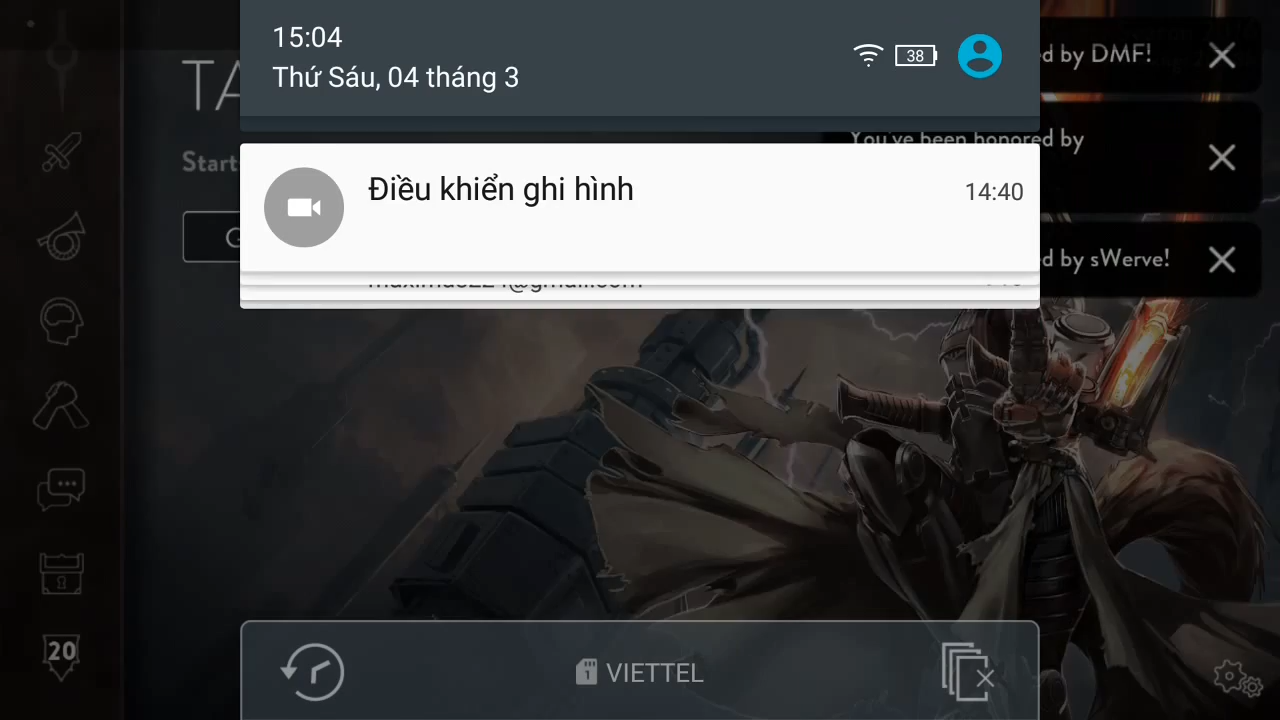 15:04
38
Thứ Sáu, 04 tháng 3
TA
Start
G
d by DMF!
You've been honored by
Điều khiển ghi hình
14:40
d by sWerve!
20
1 VIETTEL